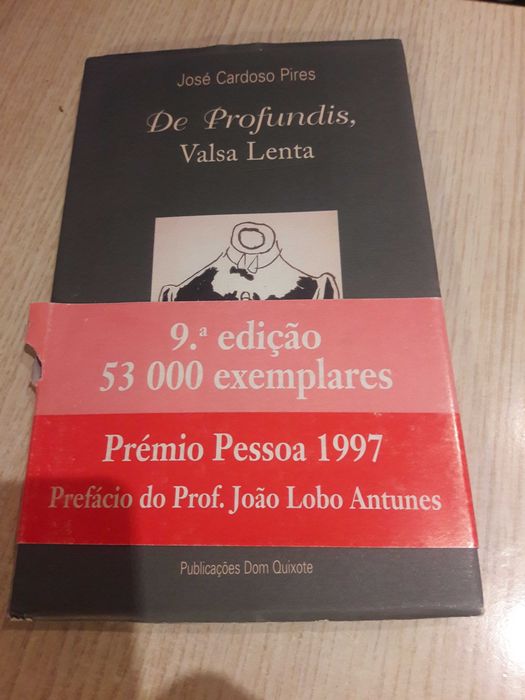 José Cardoso Pires
De Profundis,
Valsa Lenta
9.ª edição
53 000 exemplares
Prémio Pessoa 1997
Prefácio do Prof. João Lobo Antunes
Publicações Dom Quixote